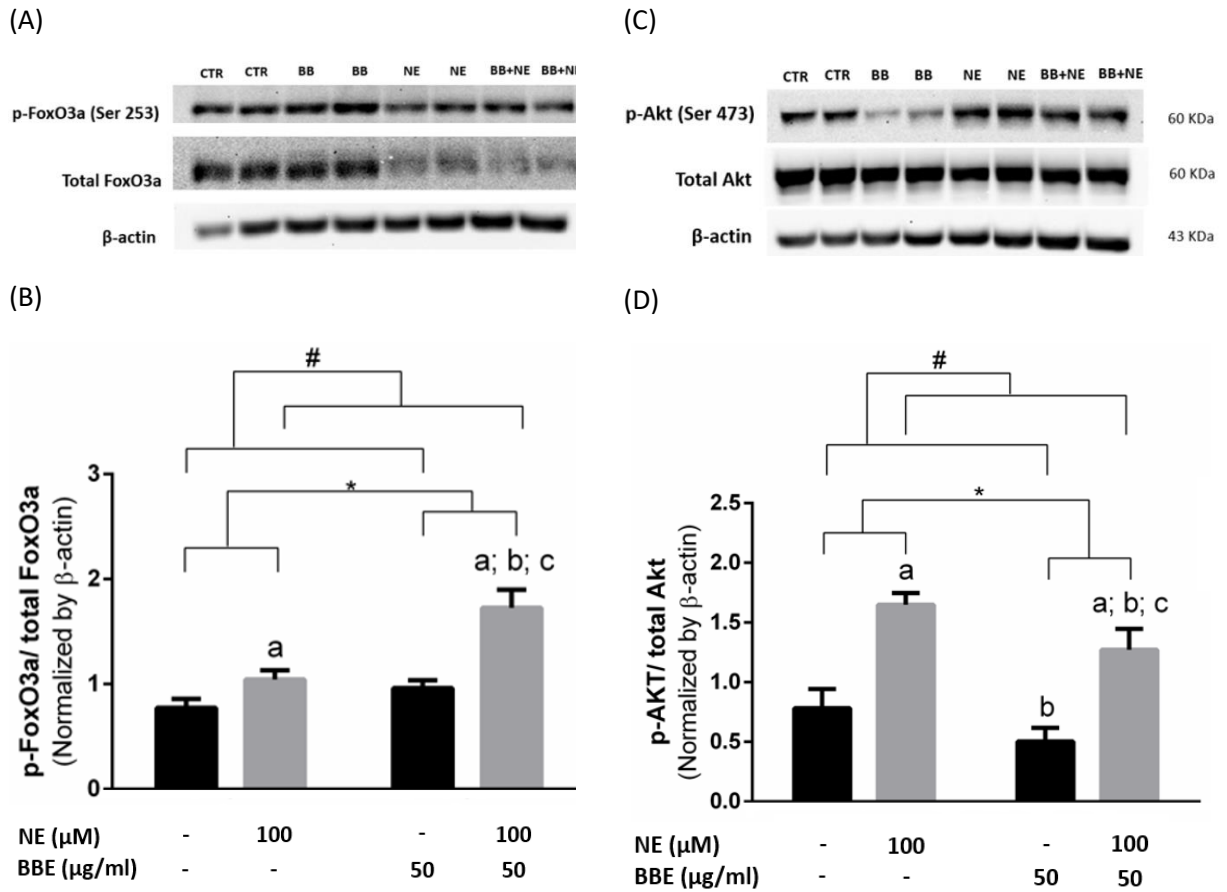 (A)
CTR CTR BB BB NE NE BB+NE BB+NE
p-FoxO3a (Ser 253)
Total FoxO3a
β-actin
(C)
CTR CTR BB BB NE NE BB+NE BB+NE
p-Akt (Ser 473) 60 KDa
Total Akt 60 KDa
β-actin 43 KDa
(B)
#
*
p-FoxO3a/ total FoxO3a
(Normalized by β-actin)
3
2
1
0
a
a; b; c
NE (µM) - 100 - 100
BBE (µg/ml) - - 50 50
(D)
#
*
p-AKT/ total Akt
(Normalized by β-actin)
2.5
2.0
1.5
1.0
0.5
0.0
a
b
a; b; c
NE (µM) - 100 - 100
BBE (µg/ml) - - 50 50